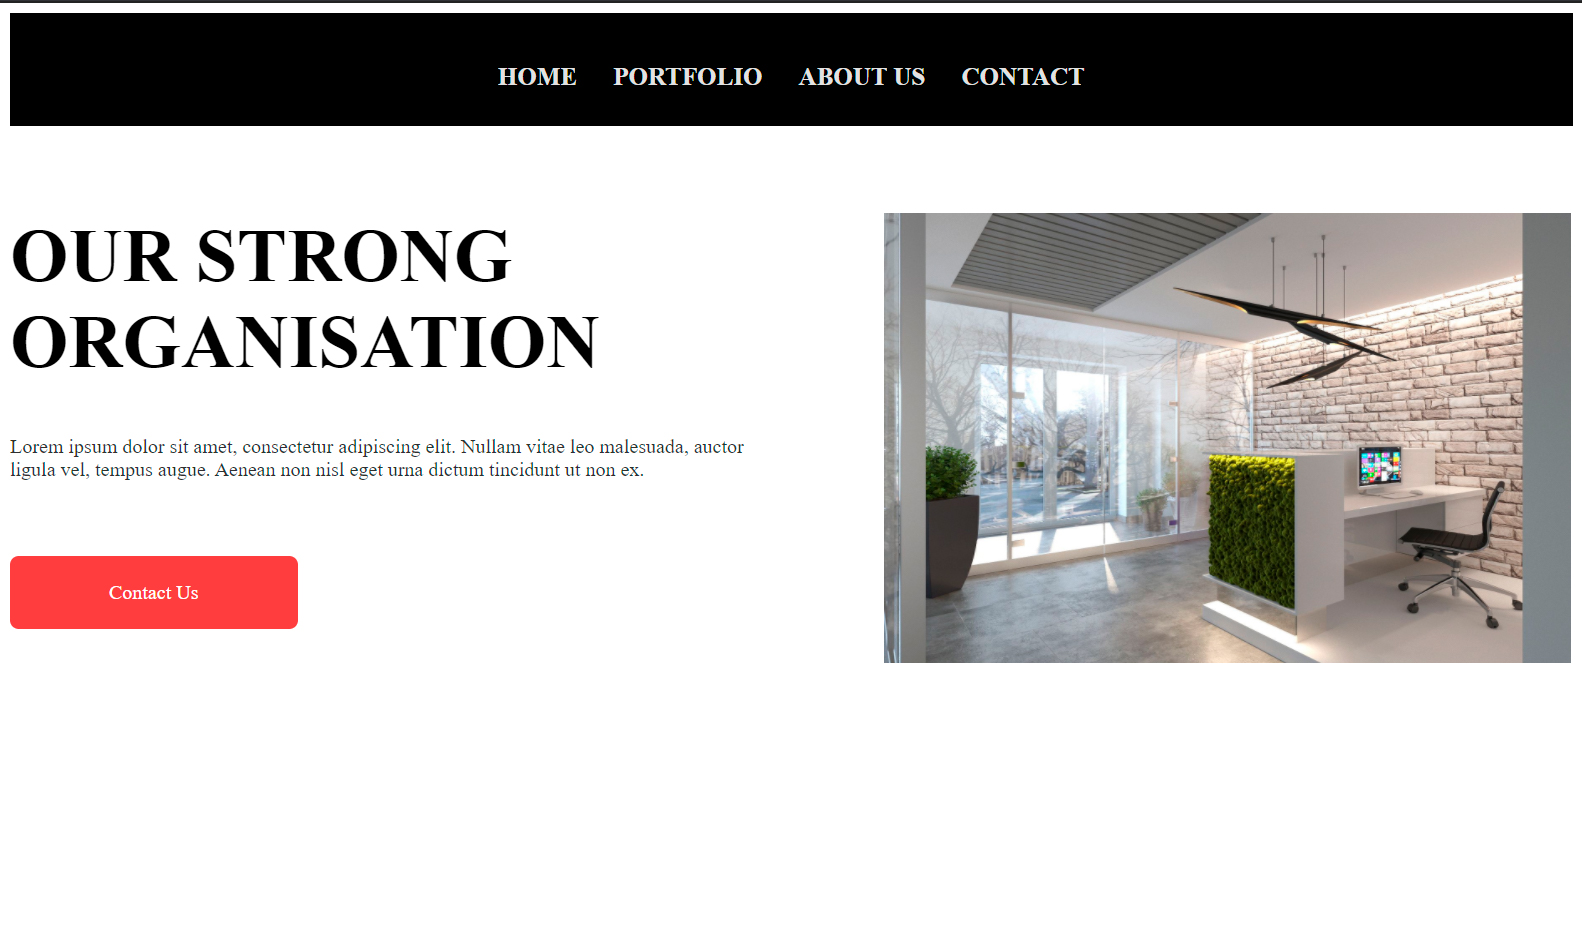 HOME PORTFOLIO ABOUT US CONTACT
OUR STRONG
ORGANISATION
Lorem ipsum dolor sit amet, consectetur adipiscing elit. Nullam vitae leo malesuada, auctor
ligula vel, tempus augue. Aenean non nisl eget urna dictum tincidunt ut non ex.
Contact Us